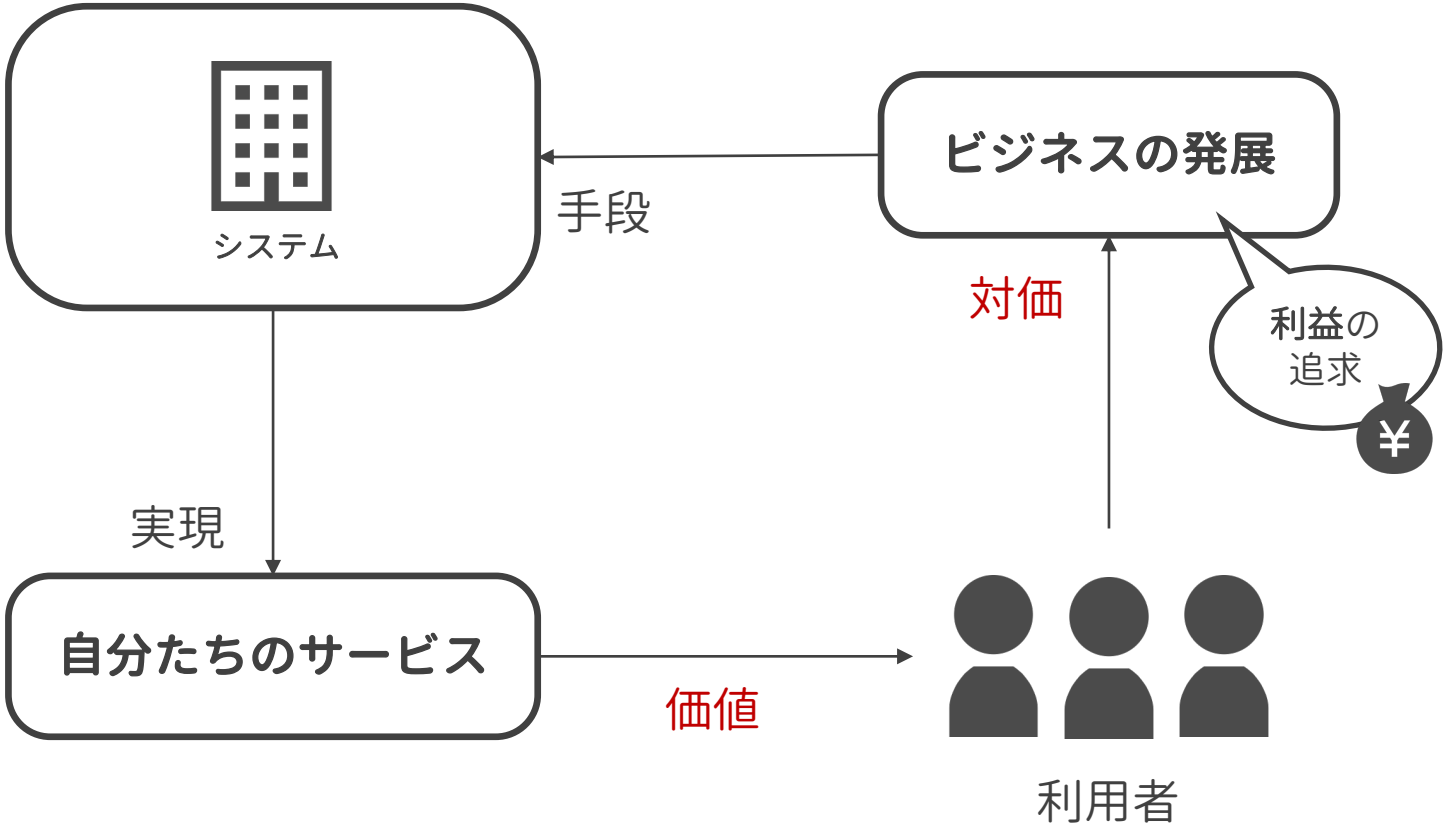 ビジネスの発展
手段
システム
対価
利益の
追求
¥
実現
自分たちのサービス
価値
利用者